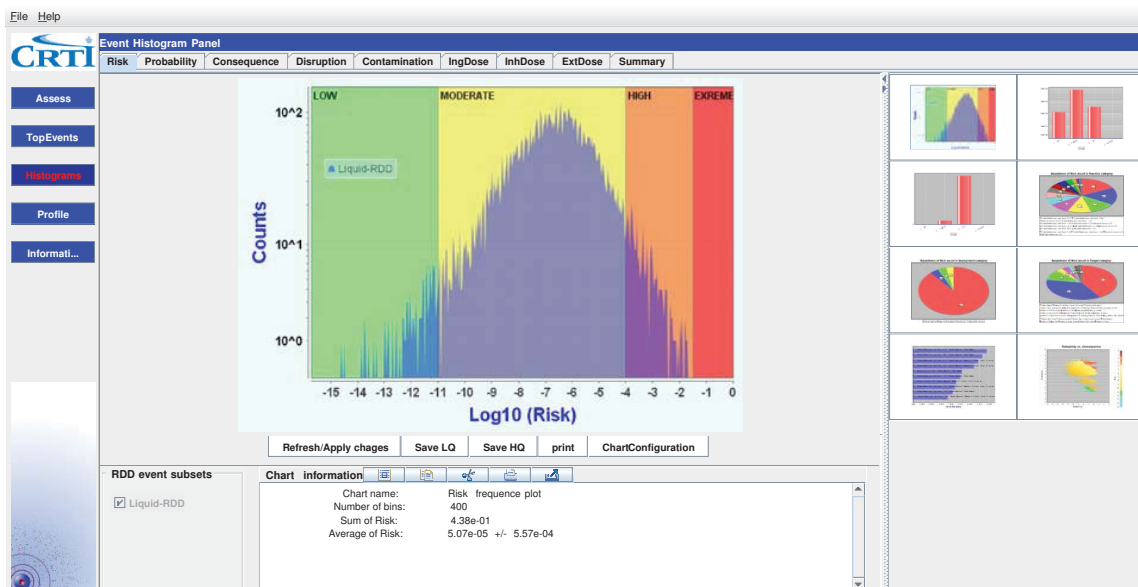 File Help
CRTI
Event Histogram Panel
Risk Probability Consequence Disruption Contamination IngDose InhDose ExtDose Summary
Assess
TopEvents
Histograms
Profile
Informati...
LOW MODERATE HIGH EXREME
10^2
Liquid-RDD
Counts
10^1
10^0
-15 -14 -13 -12 -11 -10 -9 -8 -7 -6 -5 -4 -3 -2 -1 0
Log10 (Risk)
Refresh/Apply chages Save LQ Save HQ print ChartConfiguration
RDD event subsets
Liquid-RDD
Chart information
Chart name: Risk frequence plot
Number of bins: 400
Sum of Risk: 4.38e-01
Average of Risk: 5.07e-05 +/- 5.57e-04